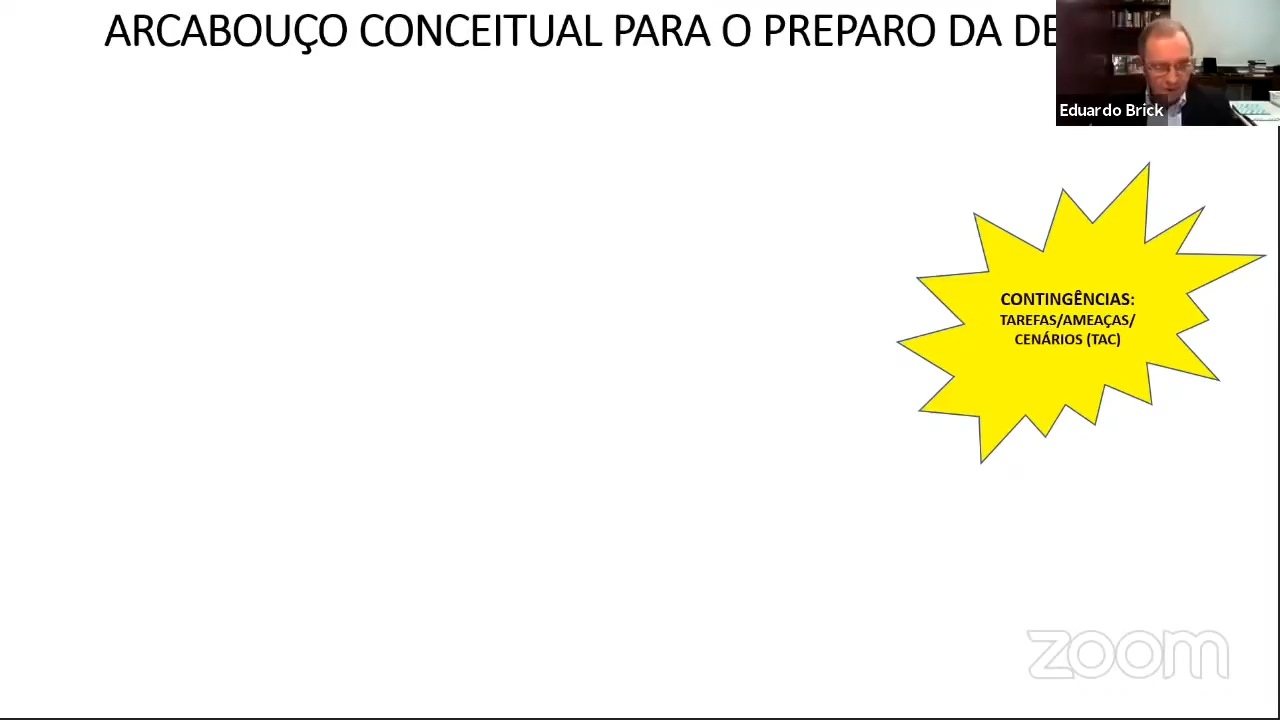 ARCABOUÇO CONCEITUAL PARA O PREPARO DA DE
Eduardo Brick
CONTINGÊNCIAS:
TAREFAS/AMEAÇAS/
CENÁRIOS (TAC)
zoom